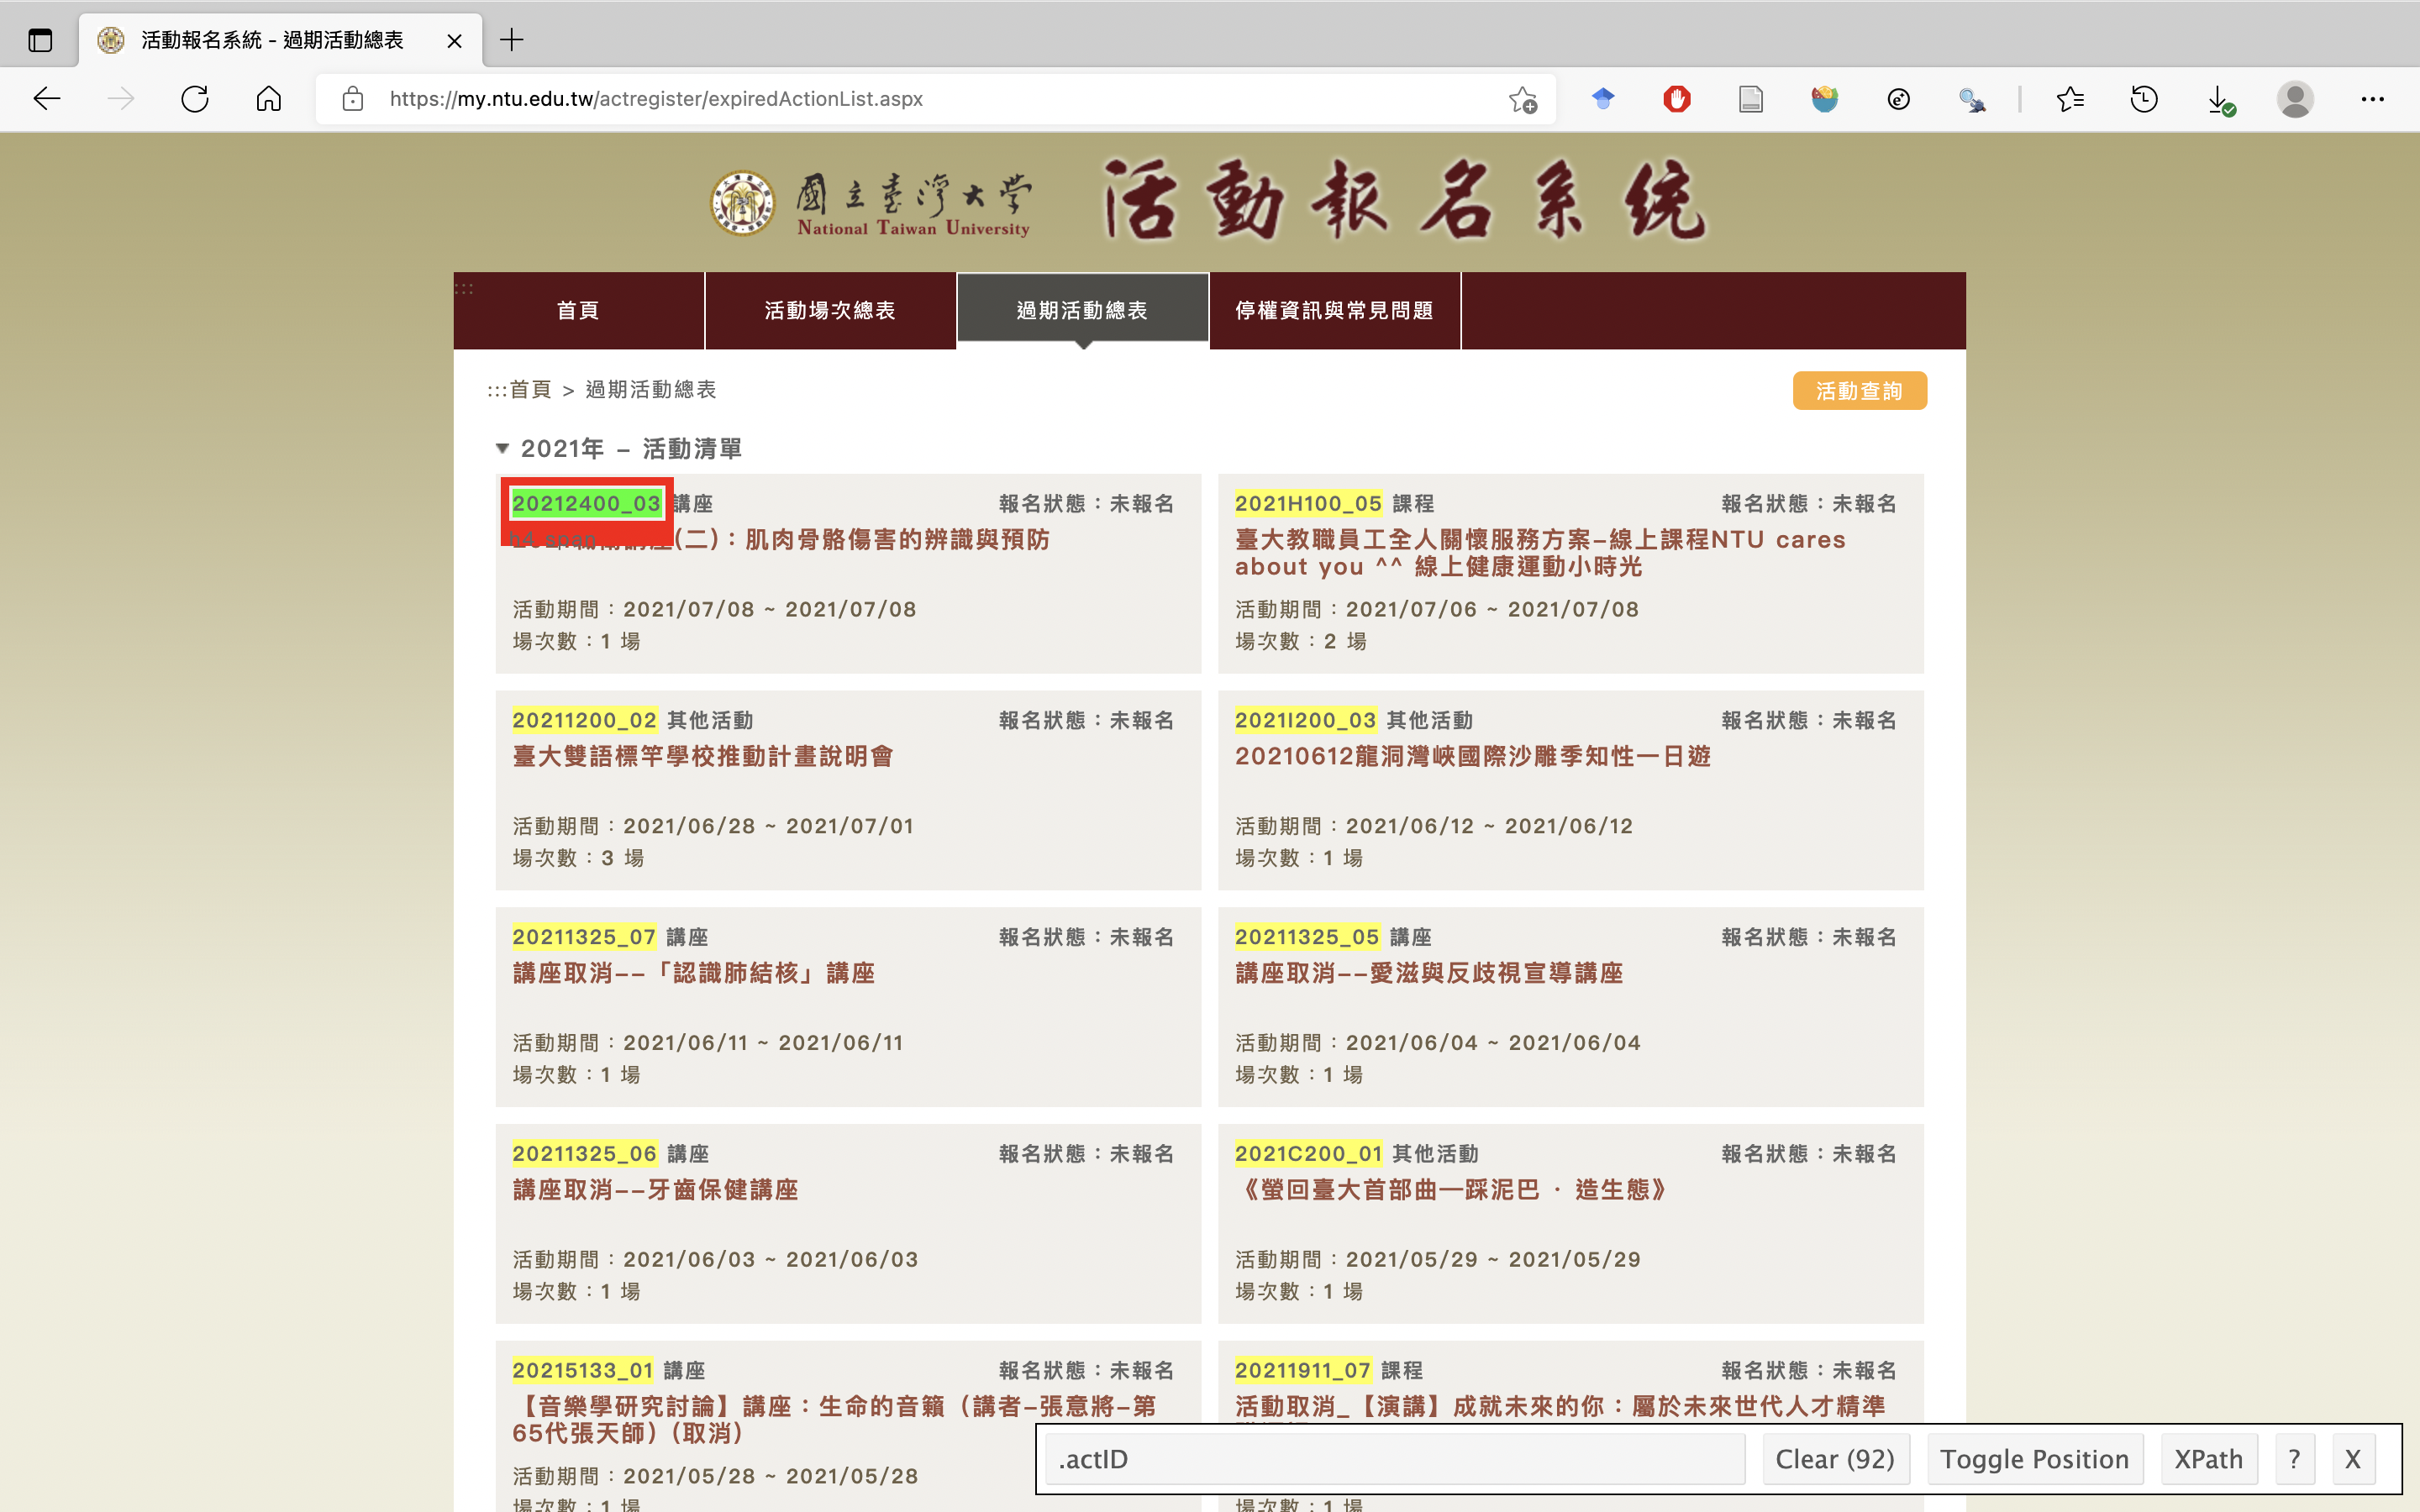 活動報名系統 - 過期活動總表
https://my.ntu.edu.tw/actregister/expiredActionList.aspx
國立臺灣大學
National Taiwan University
活動報名系統
:::
首頁
活動場次總表
過期活動總表
停權資訊與常見問題
:::首頁 > 過期活動總表
活動查詢
▼ 2021年 – 活動清單
20212400_03 講座
報名狀態：未報名
h4 span
講座(二)：肌肉骨骼傷害的辨識與預防
活動期間：2021/07/08 ~ 2021/07/08
場次數：1 場
2021H100_05 課程
報名狀態：未報名
臺大教職員工全人關懷服務方案–線上課程NTU cares
about you ^^ 線上健康運動小時光
活動期間：2021/07/06 ~ 2021/07/08
場次數：2 場
20211200_02 其他活動
報名狀態：未報名
臺大雙語標竿學校推動計畫說明會
活動期間：2021/06/28 ~ 2021/07/01
場次數：3 場
2021I200_03 其他活動
報名狀態：未報名
20210612龍洞灣峽國際沙雕季知性一日遊
活動期間：2021/06/12 ~ 2021/06/12
場次數：1 場
20211325_07 講座
報名狀態：未報名
講座取消––「認識肺結核」講座
活動期間：2021/06/11 ~ 2021/06/11
場次數：1 場
20211325_05 講座
報名狀態：未報名
講座取消––愛滋與反歧視宣導講座
活動期間：2021/06/04 ~ 2021/06/04
場次數：1 場
20211325_06 講座
報名狀態：未報名
講座取消––牙齒保健講座
活動期間：2021/06/03 ~ 2021/06/03
場次數：1 場
2021C200_01 其他活動
報名狀態：未報名
《螢回臺大首部曲—踩泥巴 · 造生態》
活動期間：2021/05/29 ~ 2021/05/29
場次數：1 場
20215133_01 講座
報名狀態：未報名
【音樂學研究討論】講座：生命的音籟（講者–張意將–第
65代張天師）(取消)
活動期間：2021/05/28 ~ 2021/05/28
場次數：1 場
20211911_07 課程
報名狀態：未報名
活動取消_【演講】成就未來的你：屬於未來世代人才精準
場次數：1 場
.actID
Clear (92)
Toggle Position
XPath
?
X